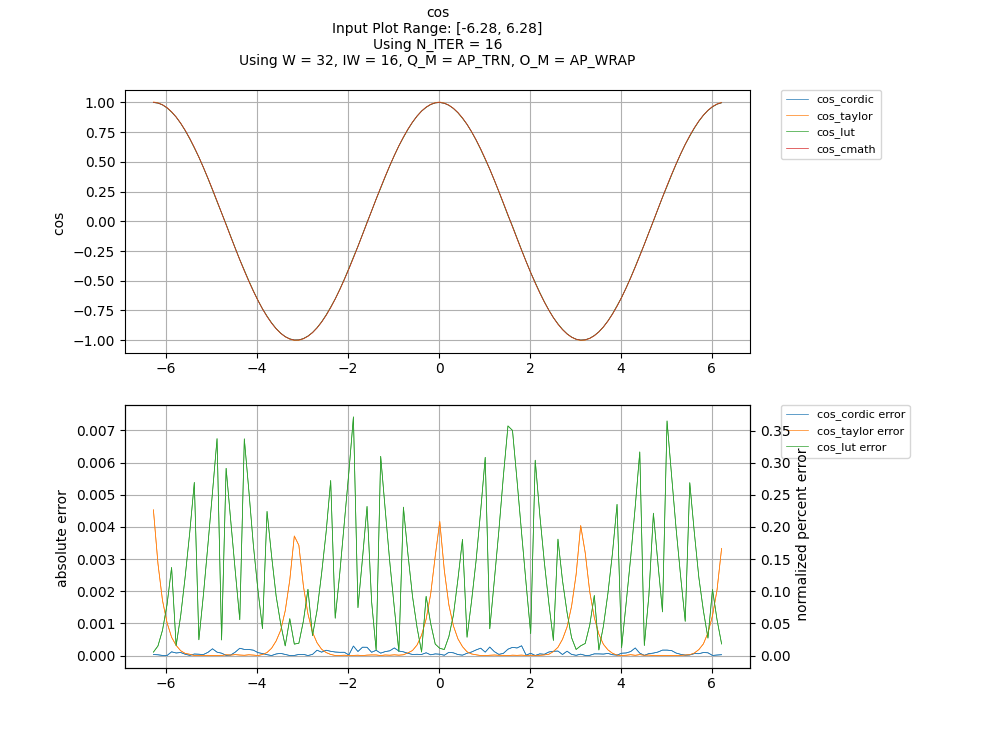 cos
Input Plot Range: [-6.28, 6.28]
Using N_ITER = 16
Using W = 32, IW = 16, Q_M = AP_TRN, O_M = AP_WRAP
cos
1.00
0.75
0.50
0.25
0.00
−0.25
−0.50
−0.75
−1.00
−6
−4
−2
0
2
4
6
cos_cordic
cos_taylor
cos_lut
cos_cmath
absolute error
0.007
0.006
0.005
0.004
0.003
0.002
0.001
0.000
−6
−4
−2
0
2
4
6
0.35
0.30
0.25
0.20
0.15
0.10
0.05
0.00
normalized percent error
cos_cordic error
cos_taylor error
cos_lut error